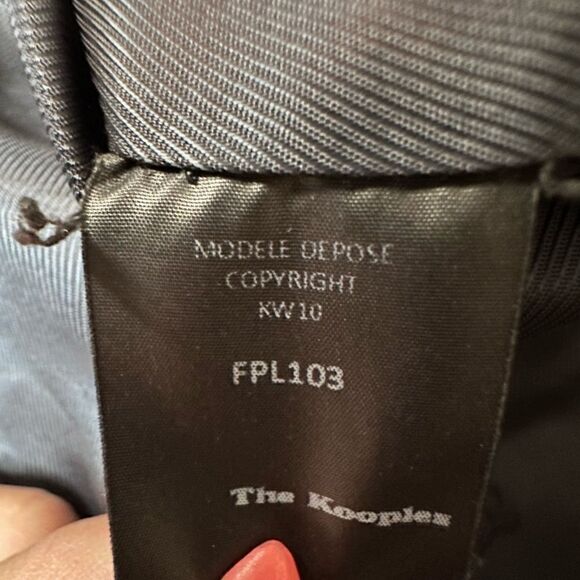 MODELE DEPOSE
COPYRIGHT
KW10
FPL103
The Kooples